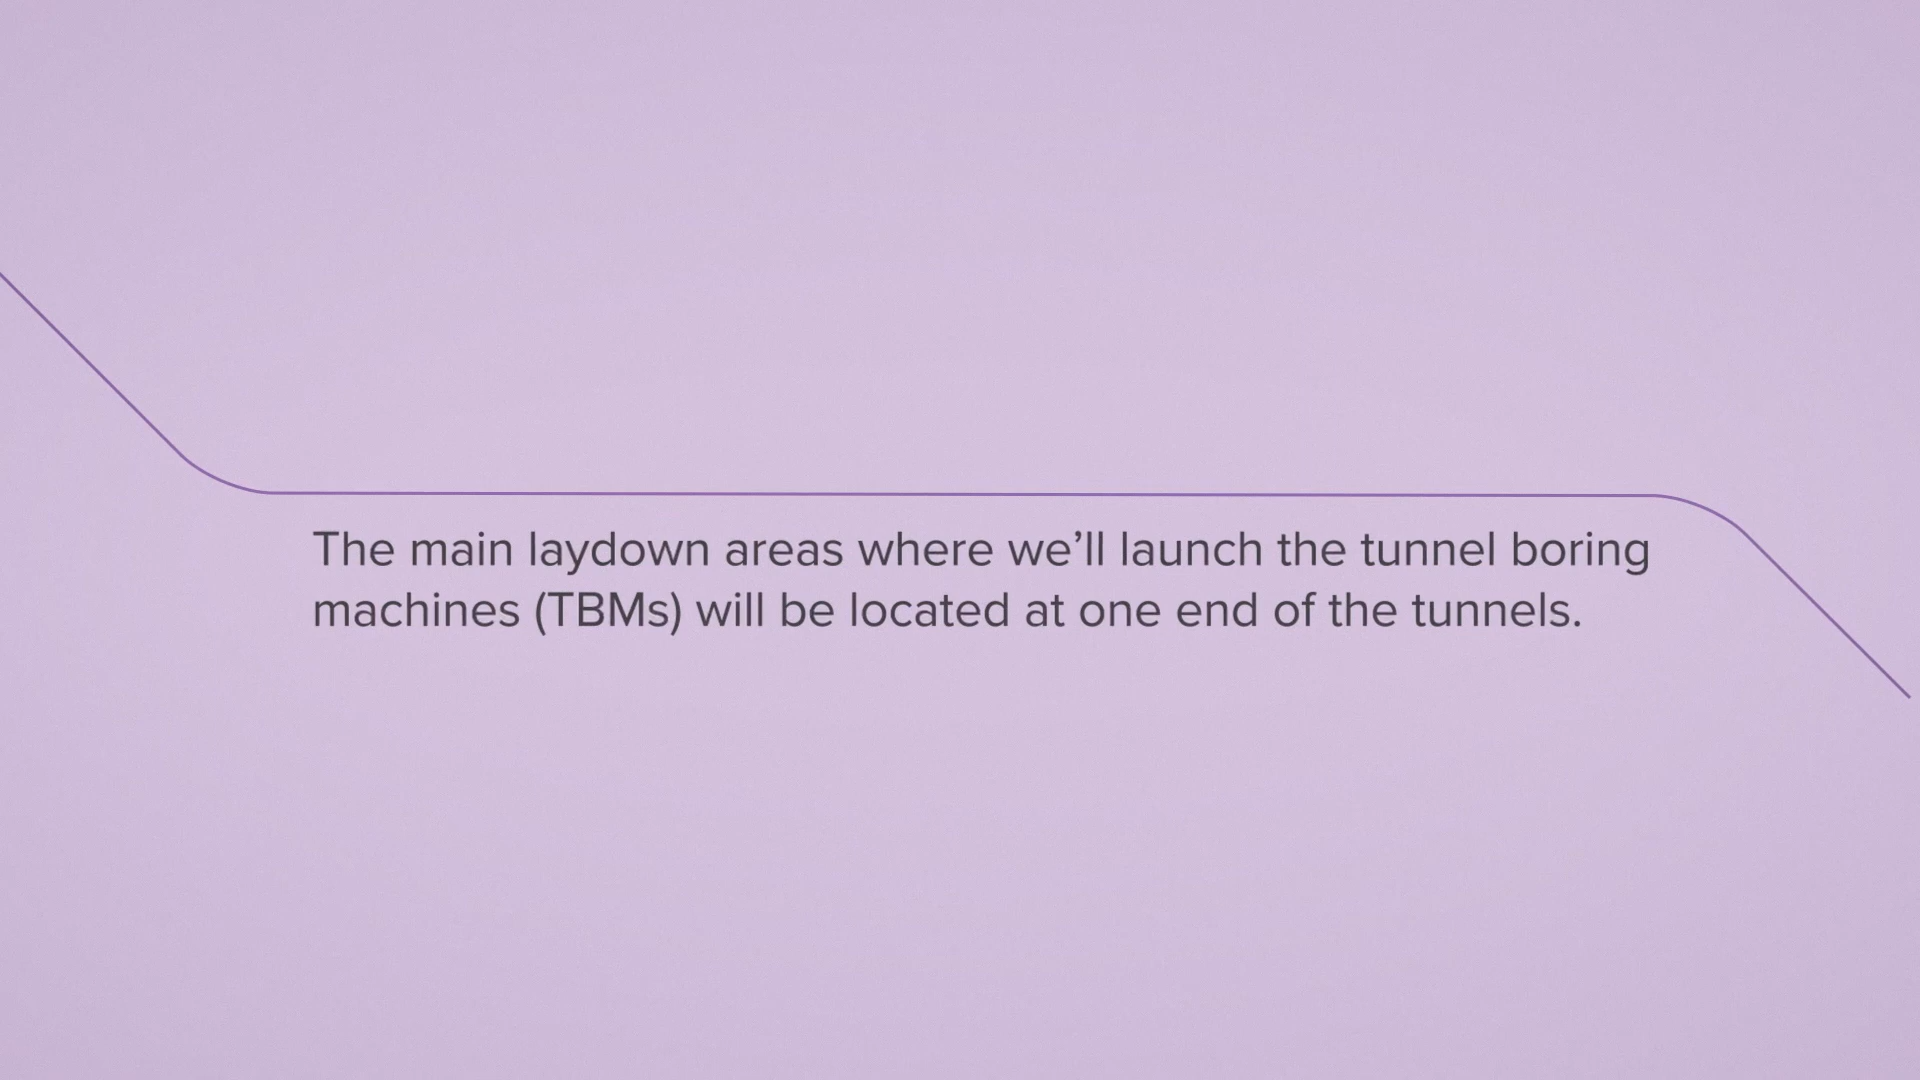 The main laydown areas where we’ll launch the tunnel boring
machines (TBMs) will be located at one end of the tunnels.